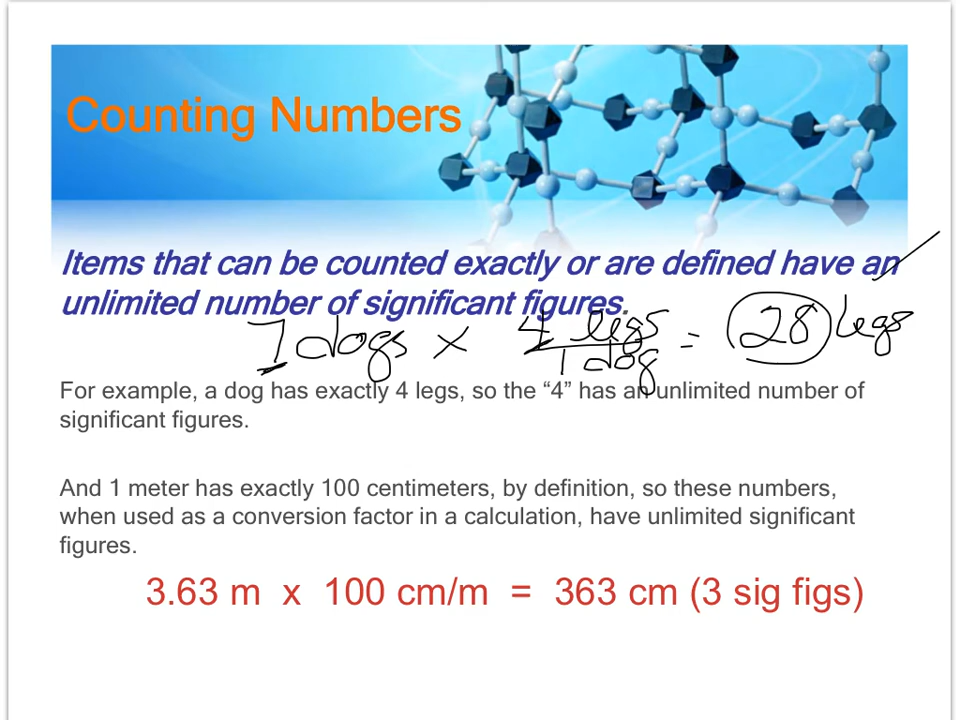 Counting Numbers
Items that can be counted exactly or are defined have an
unlimited number of significant figures.
7 dogs x 4 legs / 1 dog = 28 legs
For example, a dog has exactly 4 legs, so the “4” has an unlimited number of
significant figures.
And 1 meter has exactly 100 centimeters, by definition, so these numbers,
when used as a conversion factor in a calculation, have unlimited significant
figures.
3.63 m x 100 cm/m = 363 cm (3 sig figs)